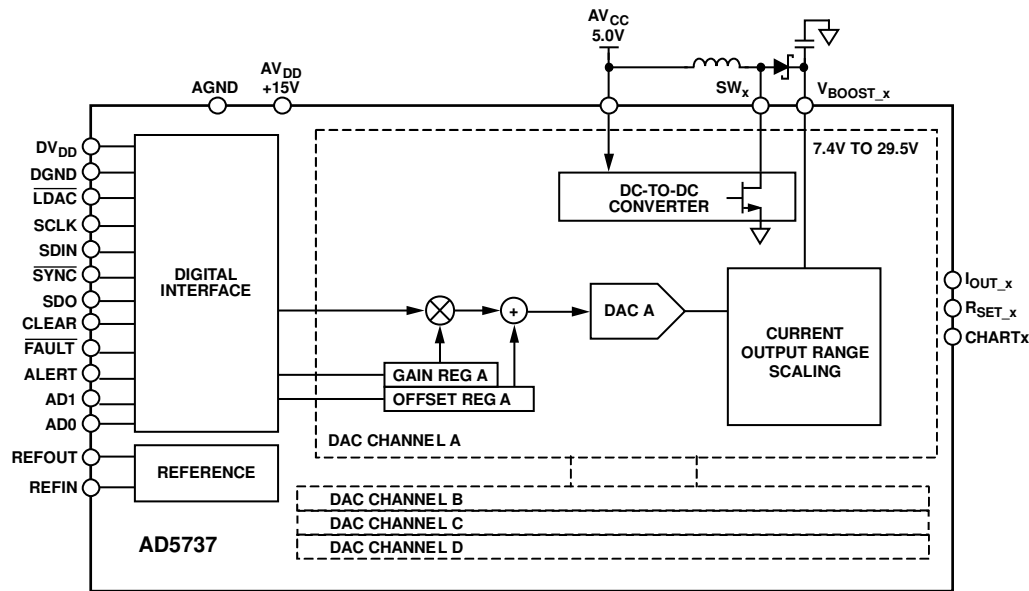 AVCC
5.0V
AVDD
+15V
AGND
SWx
VBOOST_x
DVDD
DGND
LDAC
SCLK
SDIN
SYNC
SDO
CLEAR
FAULT
ALERT
AD1
AD0
REFOUT
REFIN
DIGITAL
INTERFACE
REFERENCE
7.4V TO 29.5V
DC-TO-DC
CONVERTER
+
DAC A
GAIN REG A
OFFSET REG A
CURRENT
OUTPUT RANGE
SCALING
DAC CHANNEL A
DAC CHANNEL B
DAC CHANNEL C
DAC CHANNEL D
IOUT_x
RSET_x
CHARTx
AD5737